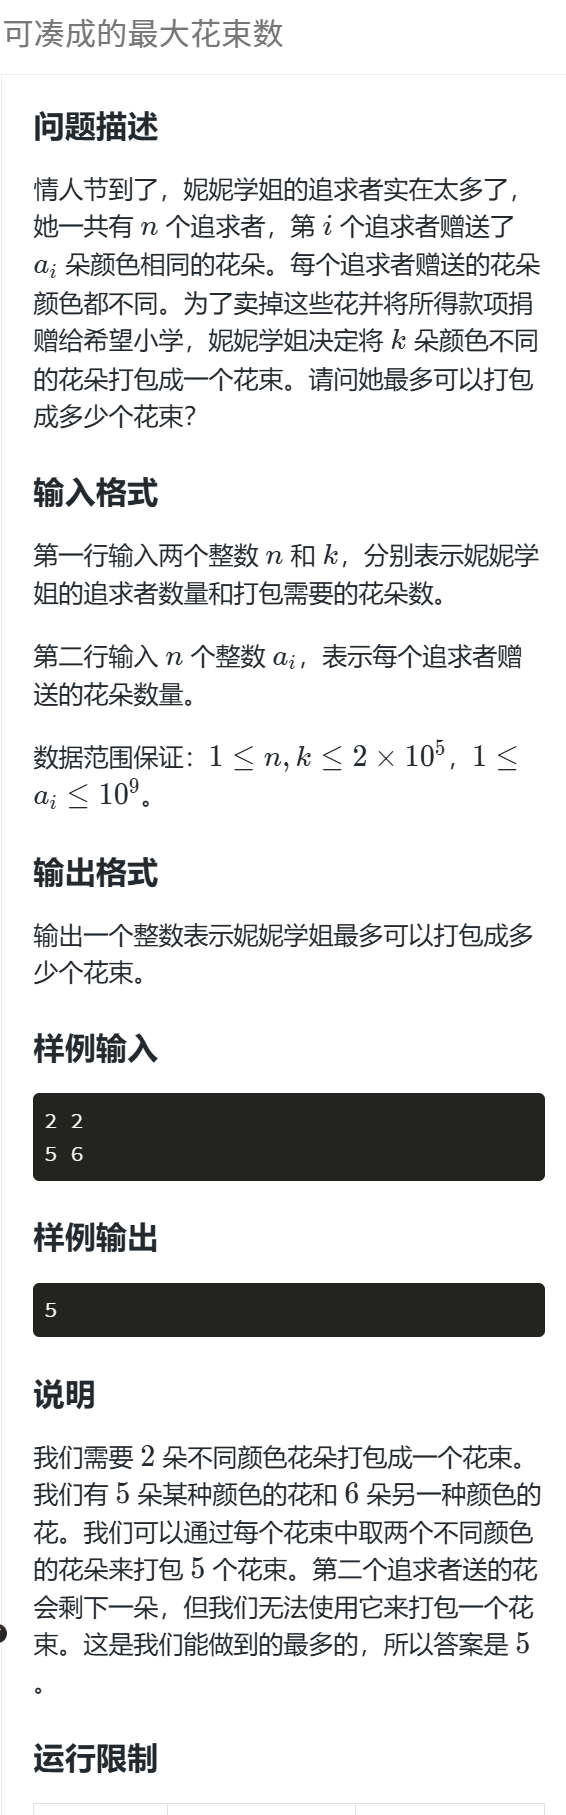 可凑成的最大花束数
问题描述
情人节到了，妮妮学姐的追求者实在太多了，
她一共有 n 个追求者，第 i 个追求者赠送了
a_i 朵颜色相同的花朵。每个追求者赠送的花朵
颜色都不同。为了卖掉这些花并将所得款项捐
赠给希望小学，妮妮学姐决定将 k 朵颜色不同
的花朵打包成一个花束。请问她最多可以打包
成多少个花束？
输入格式
第一行输入两个整数 n 和 k，分别表示妮妮学
姐的追求者数量和打包需要的花朵数。
第二行输入 n 个整数 a_i，表示每个追求者赠
送的花朵数量。
数据范围保证：1 ≤ n, k ≤ 2 × 10^5，1 ≤
a_i ≤ 10^9。
输出格式
输出一个整数表示妮妮学姐最多可以打包成多
少个花束。
样例输入
2 2
5 6
样例输出
5
说明
我们需要 2 朵不同颜色花朵打包成一个花束。
我们有 5 朵某种颜色的花和 6 朵另一种颜色的
花。我们可以通过每个花束中取两个不同颜色
的花朵来打包 5 个花束。第二个追求者送的花
会剩下一朵，但我们无法使用它来打包一个花
束。这是我们能做到的最多的，所以答案是 5
。
运行限制